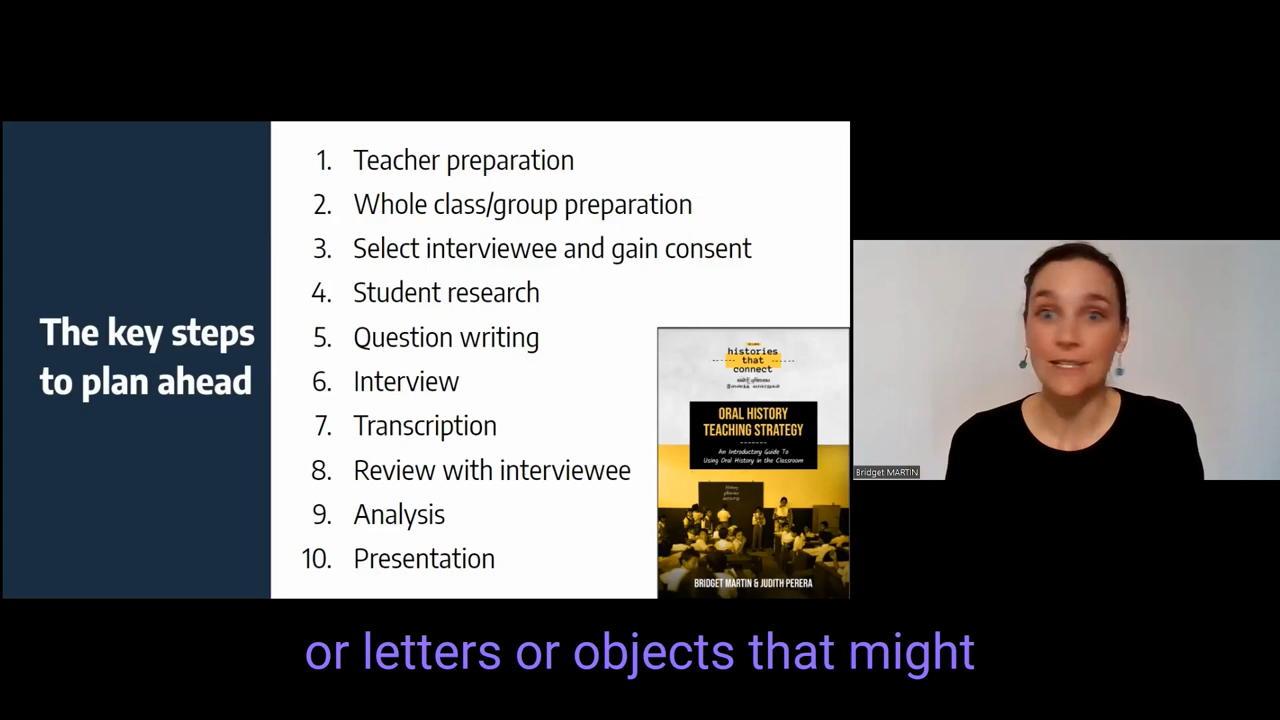 The key steps
to plan ahead
1. Teacher preparation
2. Whole class/group preparation
3. Select interviewee and gain consent
4. Student research
5. Question writing
6. Interview
7. Transcription
8. Review with interviewee
9. Analysis
10. Presentation
histories
that
connect
ORAL HISTORY
TEACHING STRATEGY
An Introductory Guide To
Using Oral History in the Classroom
BRIDGET MARTIN & JUDITH PERERA
Bridget MARTIN
or letters or objects that might